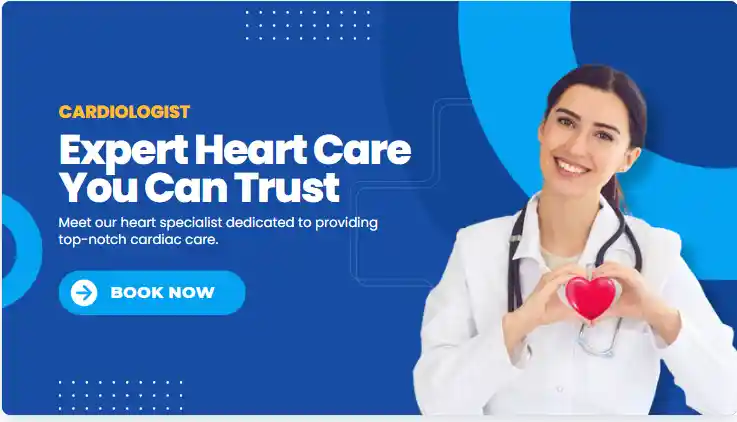 CARDIOLOGIST
Expert Heart Care
You Can Trust
Meet our heart specialist dedicated to providing
top-notch cardiac care.
BOOK NOW